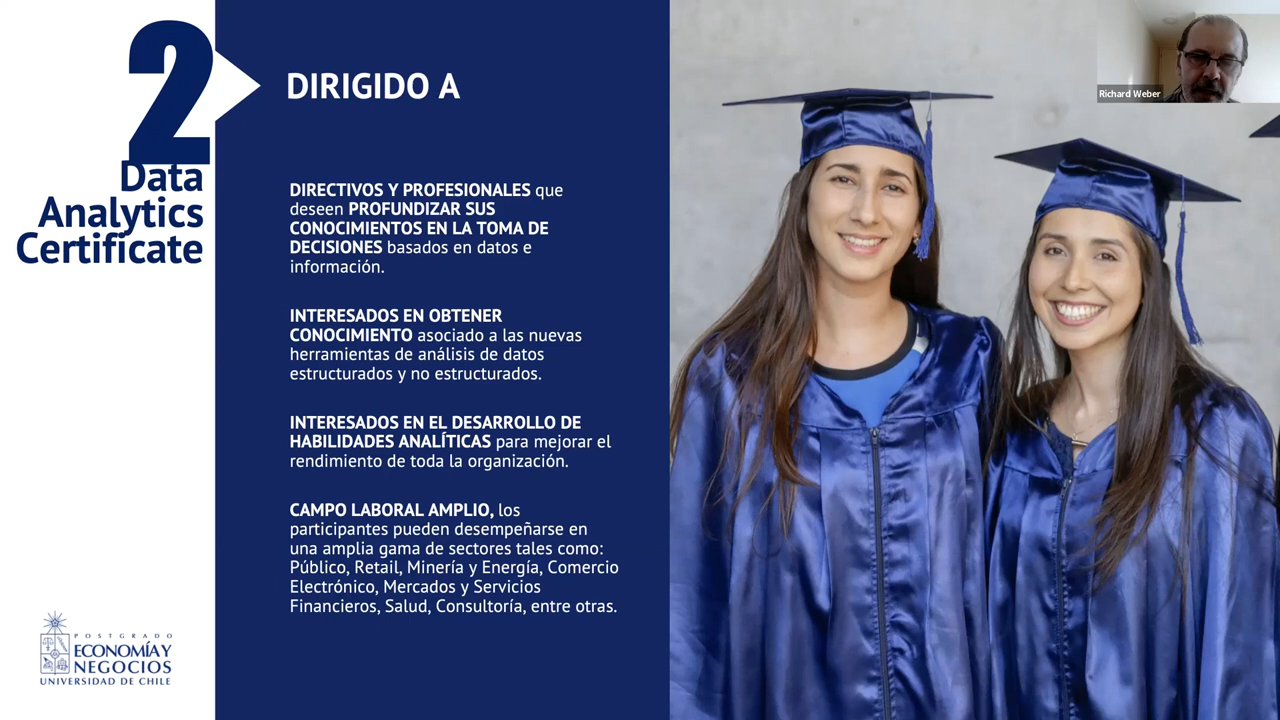 2
Data
Analytics
Certificate
DIRIGIDO A
DIRECTIVOS Y PROFESIONALES que
deseen PROFUNDIZAR SUS
CONOCIMIENTOS EN LA TOMA DE
DECISIONES basados en datos e
información.
INTERESADOS EN OBTENER
CONOCIMIENTO asociado a las nuevas
herramientas de análisis de datos
estructurados y no estructurados.
INTERESADOS EN EL DESARROLLO DE
HABILIDADES ANALÍTICAS para mejorar el
rendimiento de toda la organización.
CAMPO LABORAL AMPLIO, los
participantes pueden desempeñarse en
una amplia gama de sectores tales como:
Público, Retail, Minería y Energía, Comercio
Electrónico, Mercados y Servicios
Financieros, Salud, Consultoría, entre otras.
POSTGRADO
ECONOMÍA Y
NEGOCIOS
UNIVERSIDAD DE CHILE
Richard Weber